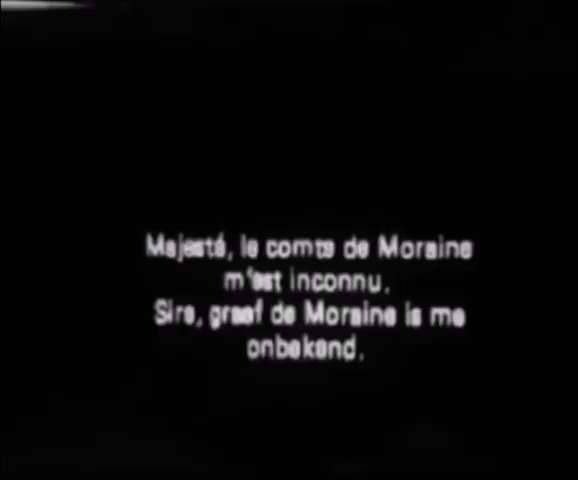 Majesté, le comte de Moraine
m'est inconnu.
Sire, graaf de Moraine is me
onbekend.